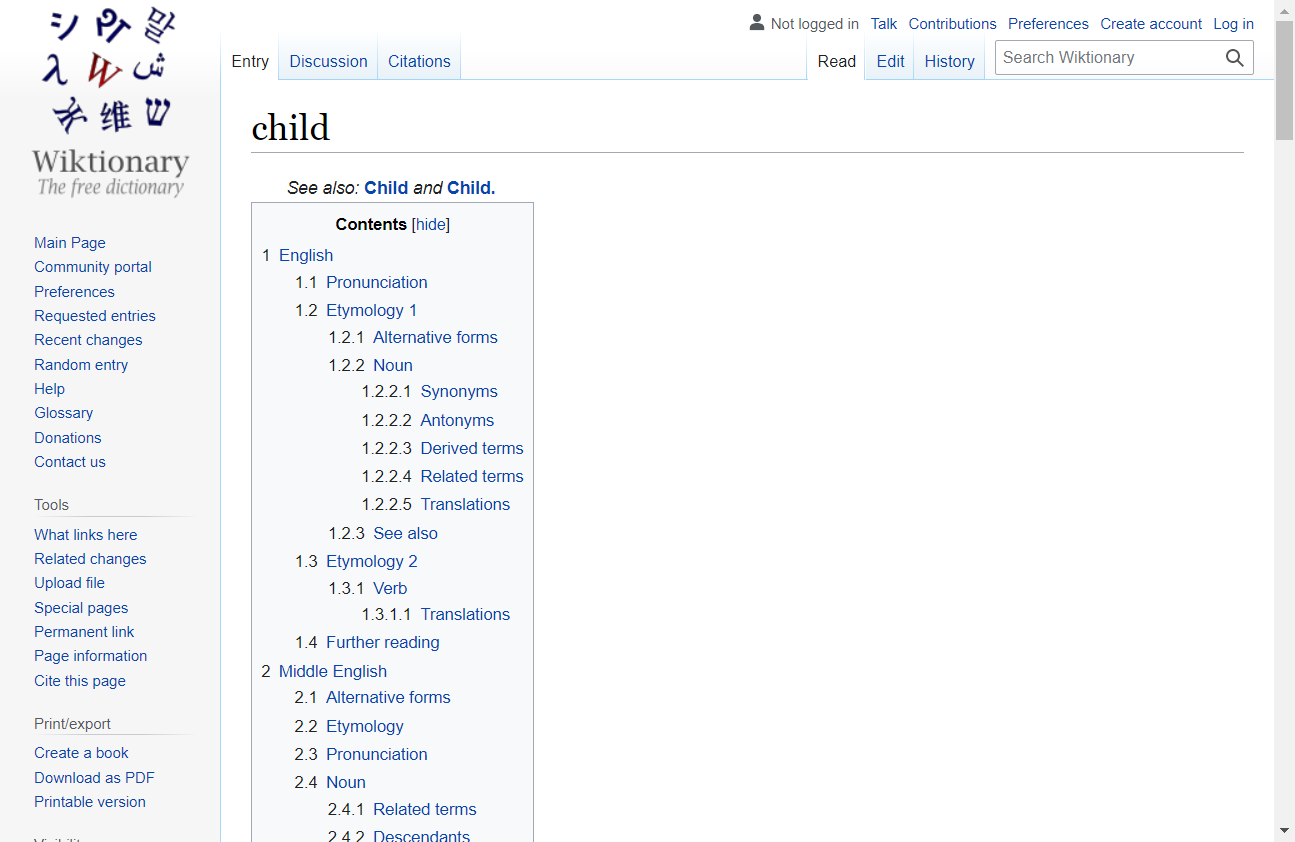 Wiktionary
The free dictionary
Not logged in Talk Contributions Preferences Create account Log in
Entry Discussion Citations Read Edit History Search Wiktionary
child
See also: Child and Child.
Contents [hide]
1 English
1.1 Pronunciation
1.2 Etymology 1
1.2.1 Alternative forms
1.2.2 Noun
1.2.2.1 Synonyms
1.2.2.2 Antonyms
1.2.2.3 Derived terms
1.2.2.4 Related terms
1.2.2.5 Translations
1.2.3 See also
1.3 Etymology 2
1.3.1 Verb
1.3.1.1 Translations
1.4 Further reading
2 Middle English
2.1 Alternative forms
2.2 Etymology
2.3 Pronunciation
2.4 Noun
2.4.1 Related terms
2.4.2 Descendants
Main Page
Community portal
Preferences
Requested entries
Recent changes
Random entry
Help
Glossary
Donations
Contact us
Tools
What links here
Related changes
Upload file
Special pages
Permanent link
Page information
Cite this page
Print/export
Create a book
Download as PDF
Printable version